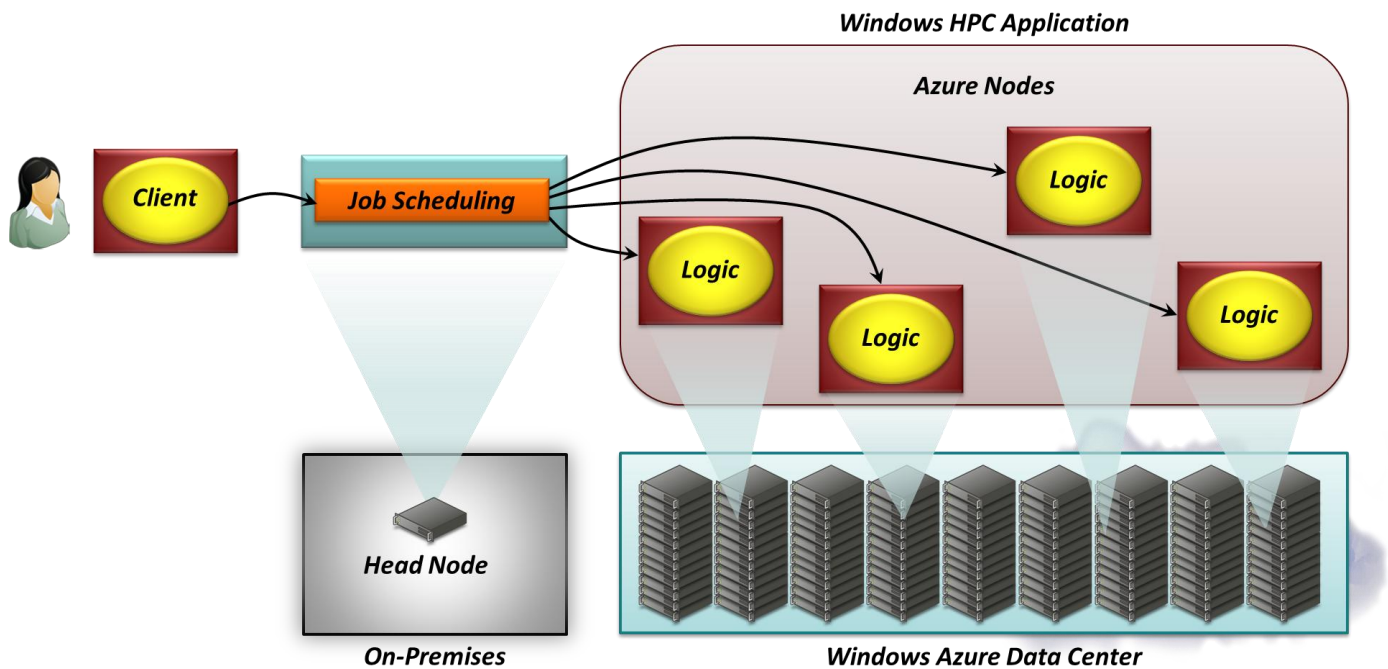 Windows HPC Application
Azure Nodes
Client
Job Scheduling
Logic
Logic
Logic
Logic
Head Node
On-Premises
Windows Azure Data Center